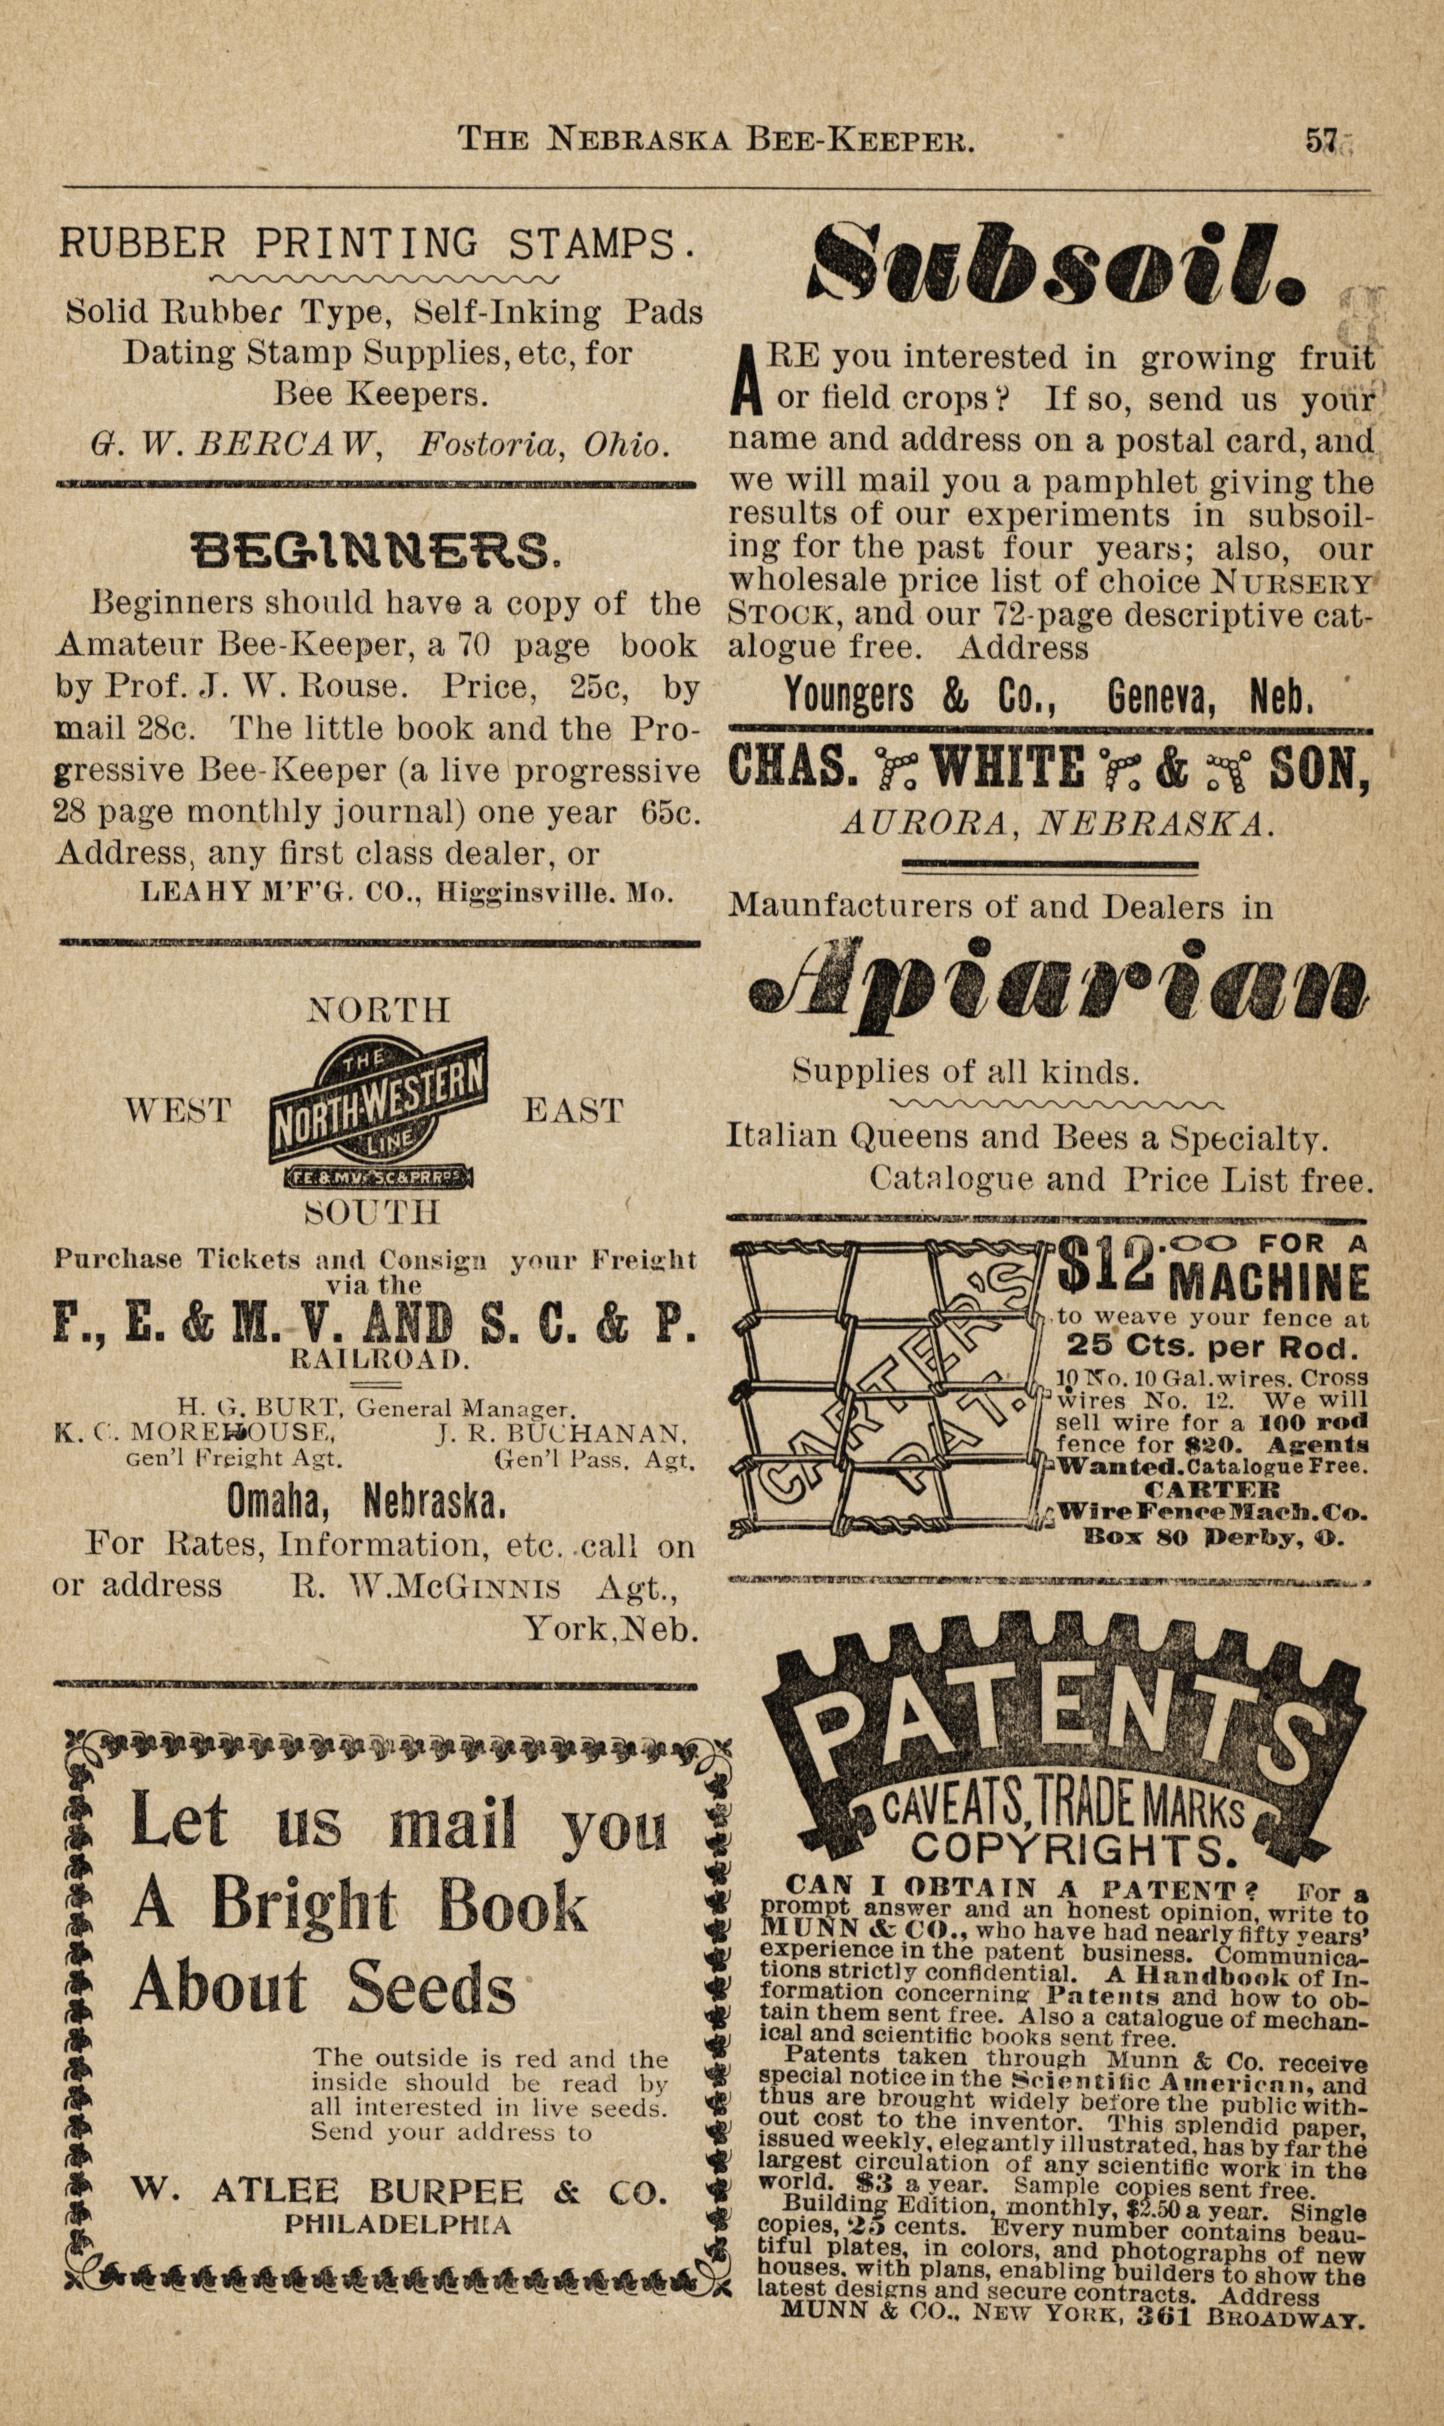 THE NEBRASKA BEE-KEEPER. 57
RUBBER PRINTING STAMPS.
Solid Rubber Type, Self-Inking Pads
Dating Stamp Supplies, etc, for
Bee Keepers.
G. W. BERCAW, Fostoria, Ohio.
BEGINNERS.
Beginners should have a copy of the
Amateur Bee-Keeper, a 70 page book
by Prof. J. W. Rouse. Price, 25c, by
mail 28c. The little book and the Pro-
gressive Bee-Keeper (a live progressive
28 page monthly journal) one year 65c.
Address, any first class dealer, or
LEAHY M'F'G. CO., Higginsville. Mo.
NORTH
WEST
THE
NORTH-WESTERN
LINE
F.E. & M.V. S.C. & P. RR's
EAST
SOUTH
Purchase Tickets and Consign your Freight
via the
F., E. & M. V. AND S. C. & P.
RAILROAD.
H. G. BURT, General Manager.
K. C. MOREHOUSE, J. R. BUCHANAN,
Gen'l Freight Agt. Gen'l Pass. Agt.
Omaha, Nebraska.
For Rates, Information, etc. call on
or address R. W. McGINNIS Agt.,
York, Neb.
Let us mail you
A Bright Book
About Seeds
The outside is red and the
inside should be read by
all interested in live seeds.
Send your address to
W. ATLEE BURPEE & CO.
PHILADELPHIA
Subsoil.
ARE you interested in growing fruit
or field crops? If so, send us your
name and address on a postal card, and
we will mail you a pamphlet giving the
results of our experiments in subsoil-
ing for the past four years; also, our
wholesale price list of choice NURSERY
STOCK, and our 72-page descriptive cat-
alogue free. Address
Youngers & Co., Geneva, Neb.
CHAS. WHITE & SON,
AURORA, NEBRASKA.
Maunfacturers of and Dealers in
Apiarian
Supplies of all kinds.
Italian Queens and Bees a Specialty.
Catalogue and Price List free.
CARTER'S
PAT.
$12.00 FOR A
MACHINE
to weave your fence at
25 Cts. per Rod.
10 No. 10 Gal. wires. Cross
wires No. 12. We will
sell wire for a 100 rod
fence for $20. Agents
Wanted. Catalogue Free.
CARTER
Wire Fence Mach. Co.
Box 80 Derby, O.
PATENTS
CAVEATS, TRADE MARKS
COPYRIGHTS.
CAN I OBTAIN A PATENT? For a
prompt answer and an honest opinion, write to
MUNN & CO., who have had nearly fifty years'
experience in the patent business. Communica-
tions strictly confidential. A Handbook of In-
formation concerning Patents and how to ob-
tain them sent free. Also a catalogue of mechan-
ical and scientific books sent free.
Patents taken through Munn & Co. receive
special notice in the Scientific American, and
thus are brought widely before the public with-
out cost to the inventor. This splendid paper,
issued weekly, elegantly illustrated, has by far the
largest circulation of any scientific work in the
world. $3 a year. Sample copies sent free.
Building Edition, monthly, $2.50 a year. Single
copies, 25 cents. Every number contains beau-
tiful plates, in colors, and photographs of new
houses, with plans, enabling builders to show the
latest designs and secure contracts. Address
MUNN & CO., NEW YORK, 361 BROADWAY.